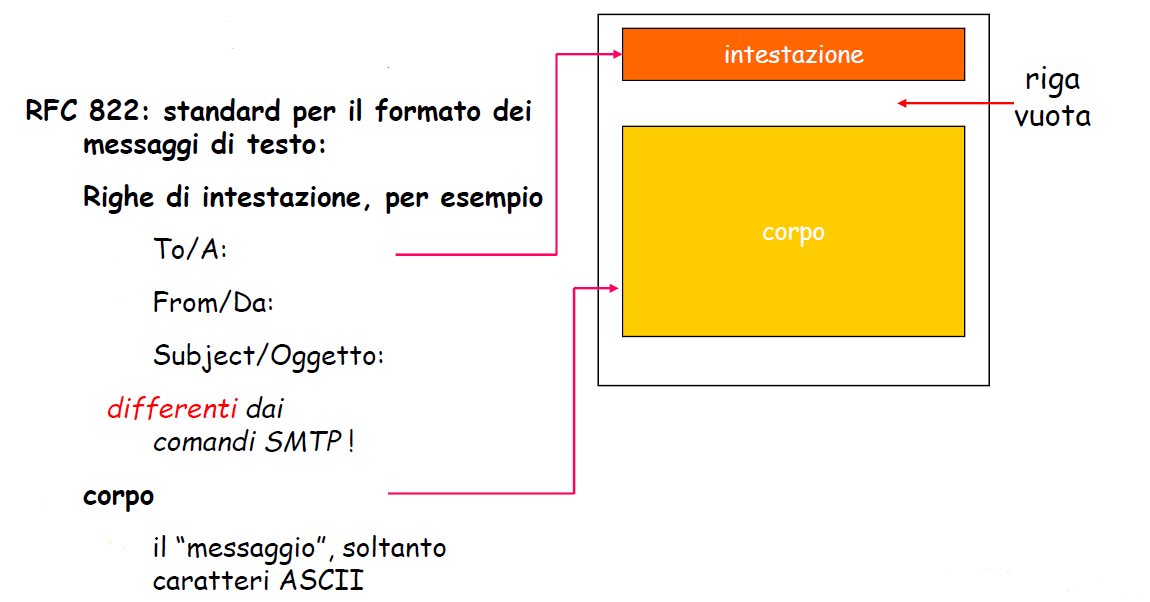 RFC 822: standard per il formato dei
messaggi di testo:
Righe di intestazione, per esempio
To/A:
From/Da:
Subject/Oggetto:
differenti dai
comandi SMTP !
corpo
il “messaggio”, soltanto
caratteri ASCII
intestazione
riga
vuota
corpo